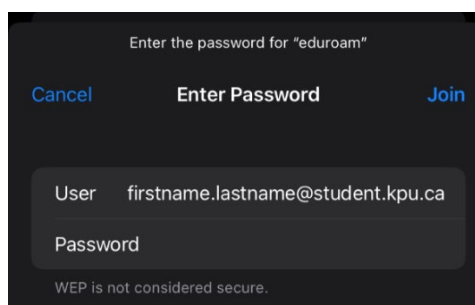 Enter the password for “eduroam”
Cancel Enter Password Join
User firstname.lastname@student.kpu.ca
Password
WEP is not considered secure.